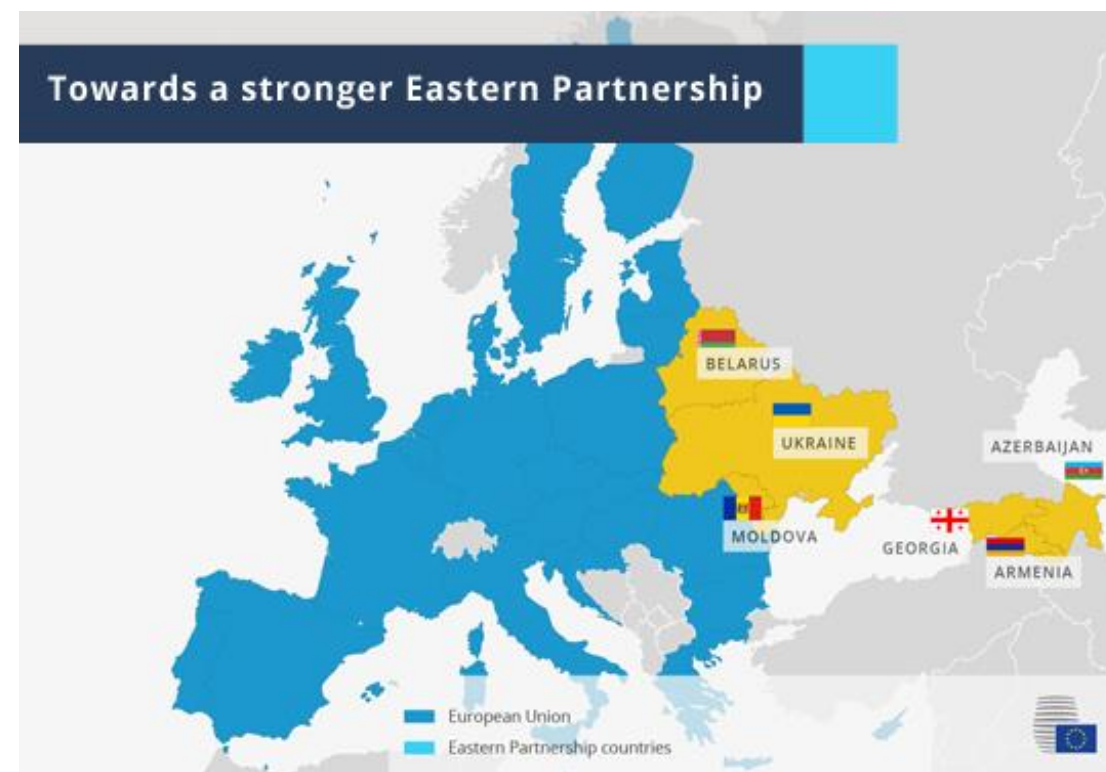 Towards a stronger Eastern Partnership
BELARUS
UKRAINE
AZERBAIJAN
MOLDOVA
GEORGIA
ARMENIA
European Union
Eastern Partnership countries